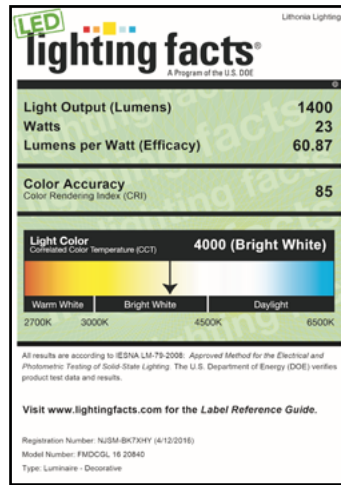 Lithonia Lighting
LED
lighting facts®
A Program of the U.S. DOE
©
Light Output (Lumens) 1400
Watts 23
Lumens per Watt (Efficacy) 60.87
Color Accuracy 85
Color Rendering Index (CRI)
Light Color 4000 (Bright White)
Correlated Color Temperature (CCT)
Warm White Bright White Daylight
2700K 3000K 4500K 6500K
All results are according to IESNA LM-79-2008: Approved Method for the Electrical and
Photometric Testing of Solid-State Lighting. The U.S. Department of Energy (DOE) verifies
product test data and results.
Visit www.lightingfacts.com for the Label Reference Guide.
Registration Number: NJSM-BK7XHY (4/12/2016)
Model Number: FMDCGL 16 20840
Type: Luminaire - Decorative